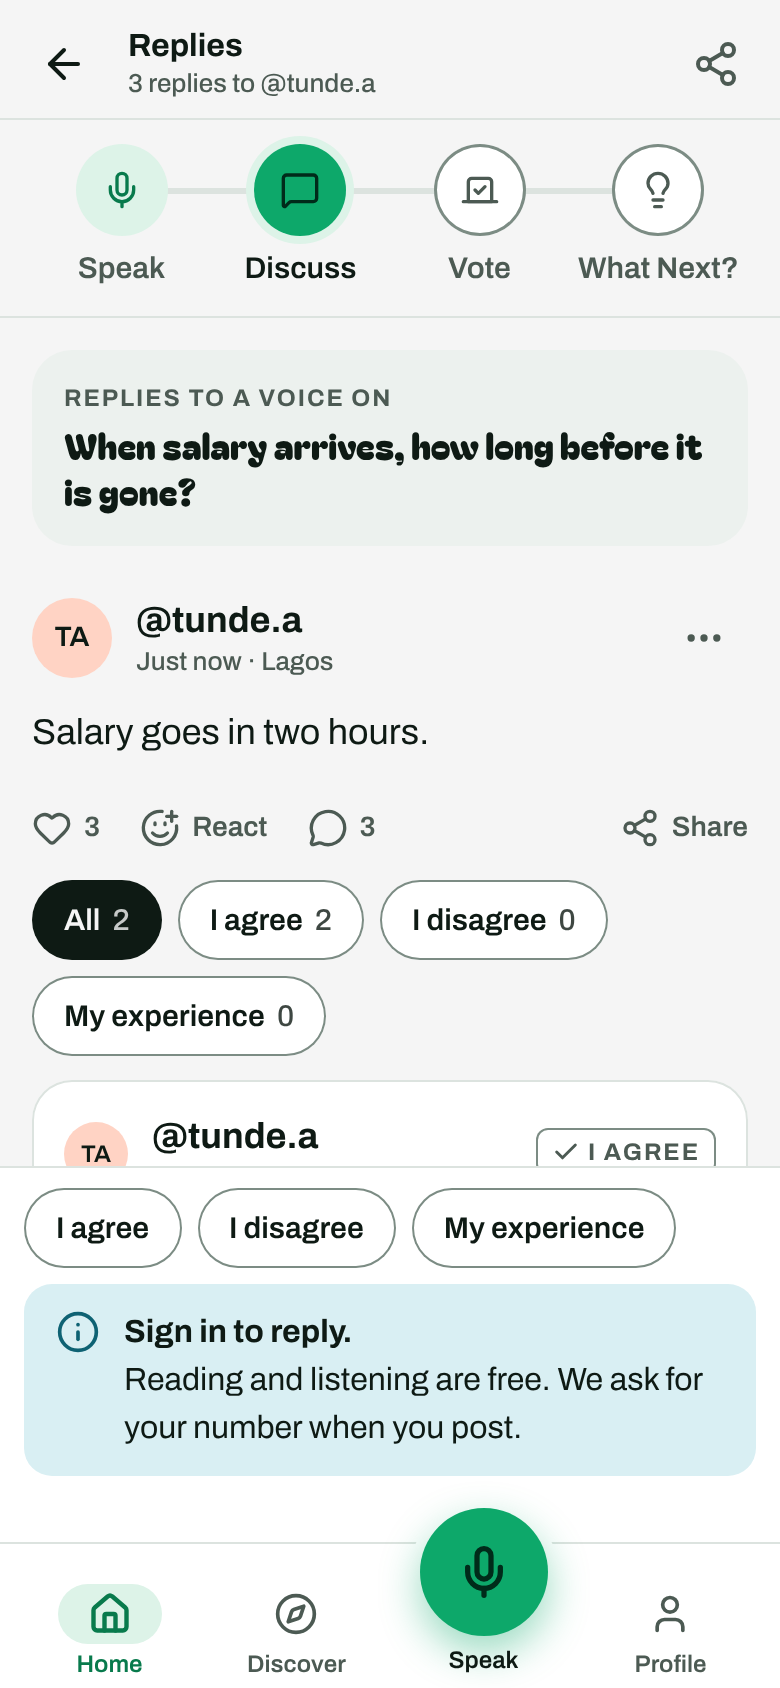 Replies
3 replies to @tunde.a
Speak
Discuss
Vote
What Next?
REPLIES TO A VOICE ON
When salary arrives, how long before it
is gone?
TA
@tunde.a
Just now · Lagos
Salary goes in two hours.
3
React
3
Share
All 2
I agree 2
I disagree 0
My experience 0
TA
@tunde.a
I AGREE
I agree
I disagree
My experience
Sign in to reply.
Reading and listening are free. We ask for
your number when you post.
Home
Discover
Speak
Profile